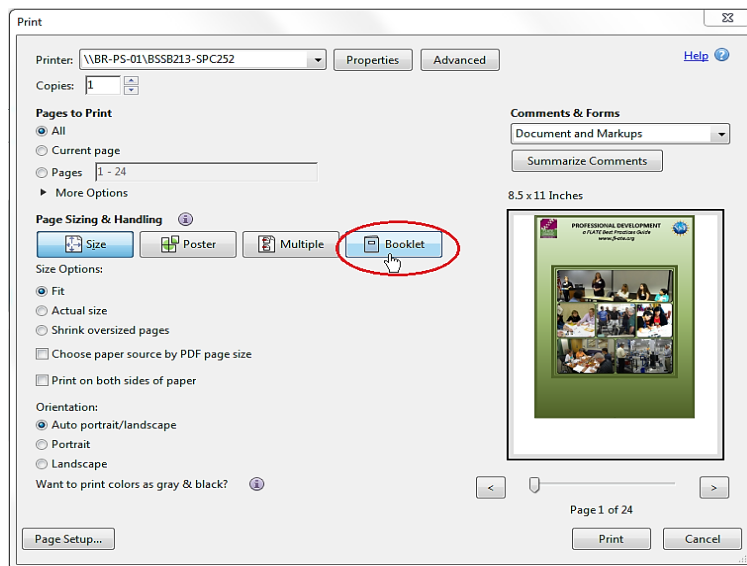 Print
Printer: \\BR-PS-01\BSSB213-SPC252 Properties Advanced Help
Copies: 1
Pages to Print
All
Current page
Pages 1 - 24
More Options
Comments & Forms
Document and Markups
Summarize Comments
8.5 x 11 Inches
Page Sizing & Handling
Size Poster Multiple Booklet
Size Options:
Fit
Actual size
Shrink oversized pages
Choose paper source by PDF page size
Print on both sides of paper
Orientation:
Auto portrait/landscape
Portrait
Landscape
Want to print colors as gray & black?
PROFESSIONAL DEVELOPMENT
a FLATE Best Practices Guide
www.fl-ate.org
< >
Page 1 of 24
Page Setup... Print Cancel